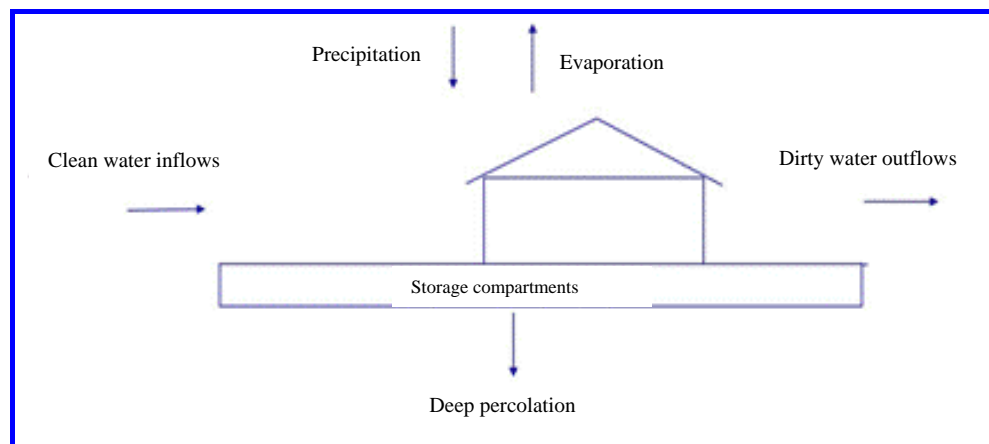 Precipitation
Evaporation
Clean water inflows
Dirty water outflows
Storage compartments
Deep percolation